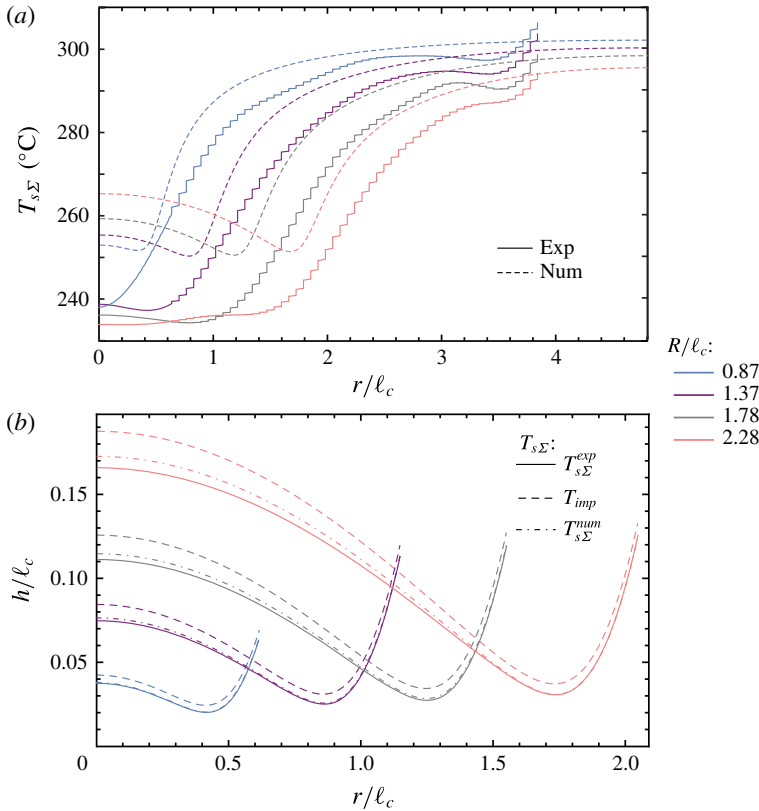 (a)
300
280
260
240
T_{sΣ} (°C)
Exp
Num
0
1
2
3
4
r/ℓ_c
R/ℓ_c:
0.87
1.37
1.78
2.28
(b)
0.15
0.10
0.05
0
h/ℓ_c
T_{sΣ}:
T_{sΣ}^{exp}
T_{imp}
T_{sΣ}^{num}
0.5
1.0
1.5
2.0
r/ℓ_c